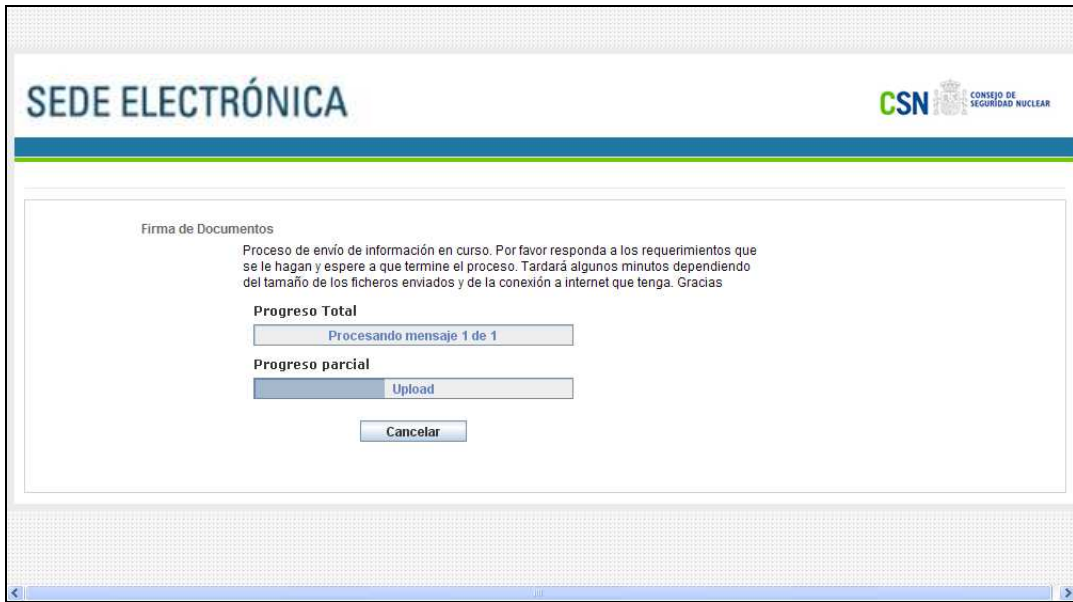 SEDE ELECTRÓNICA
CSN
CONSEJO DE
SEGURIDAD NUCLEAR
Firma de Documentos
Proceso de envío de información en curso. Por favor responda a los requerimientos que
se le hagan y espere a que termine el proceso. Tardará algunos minutos dependiendo
del tamaño de los ficheros enviados y de la conexión a internet que tenga. Gracias
Progreso Total
Procesando mensaje 1 de 1
Progreso parcial
Upload
Cancelar